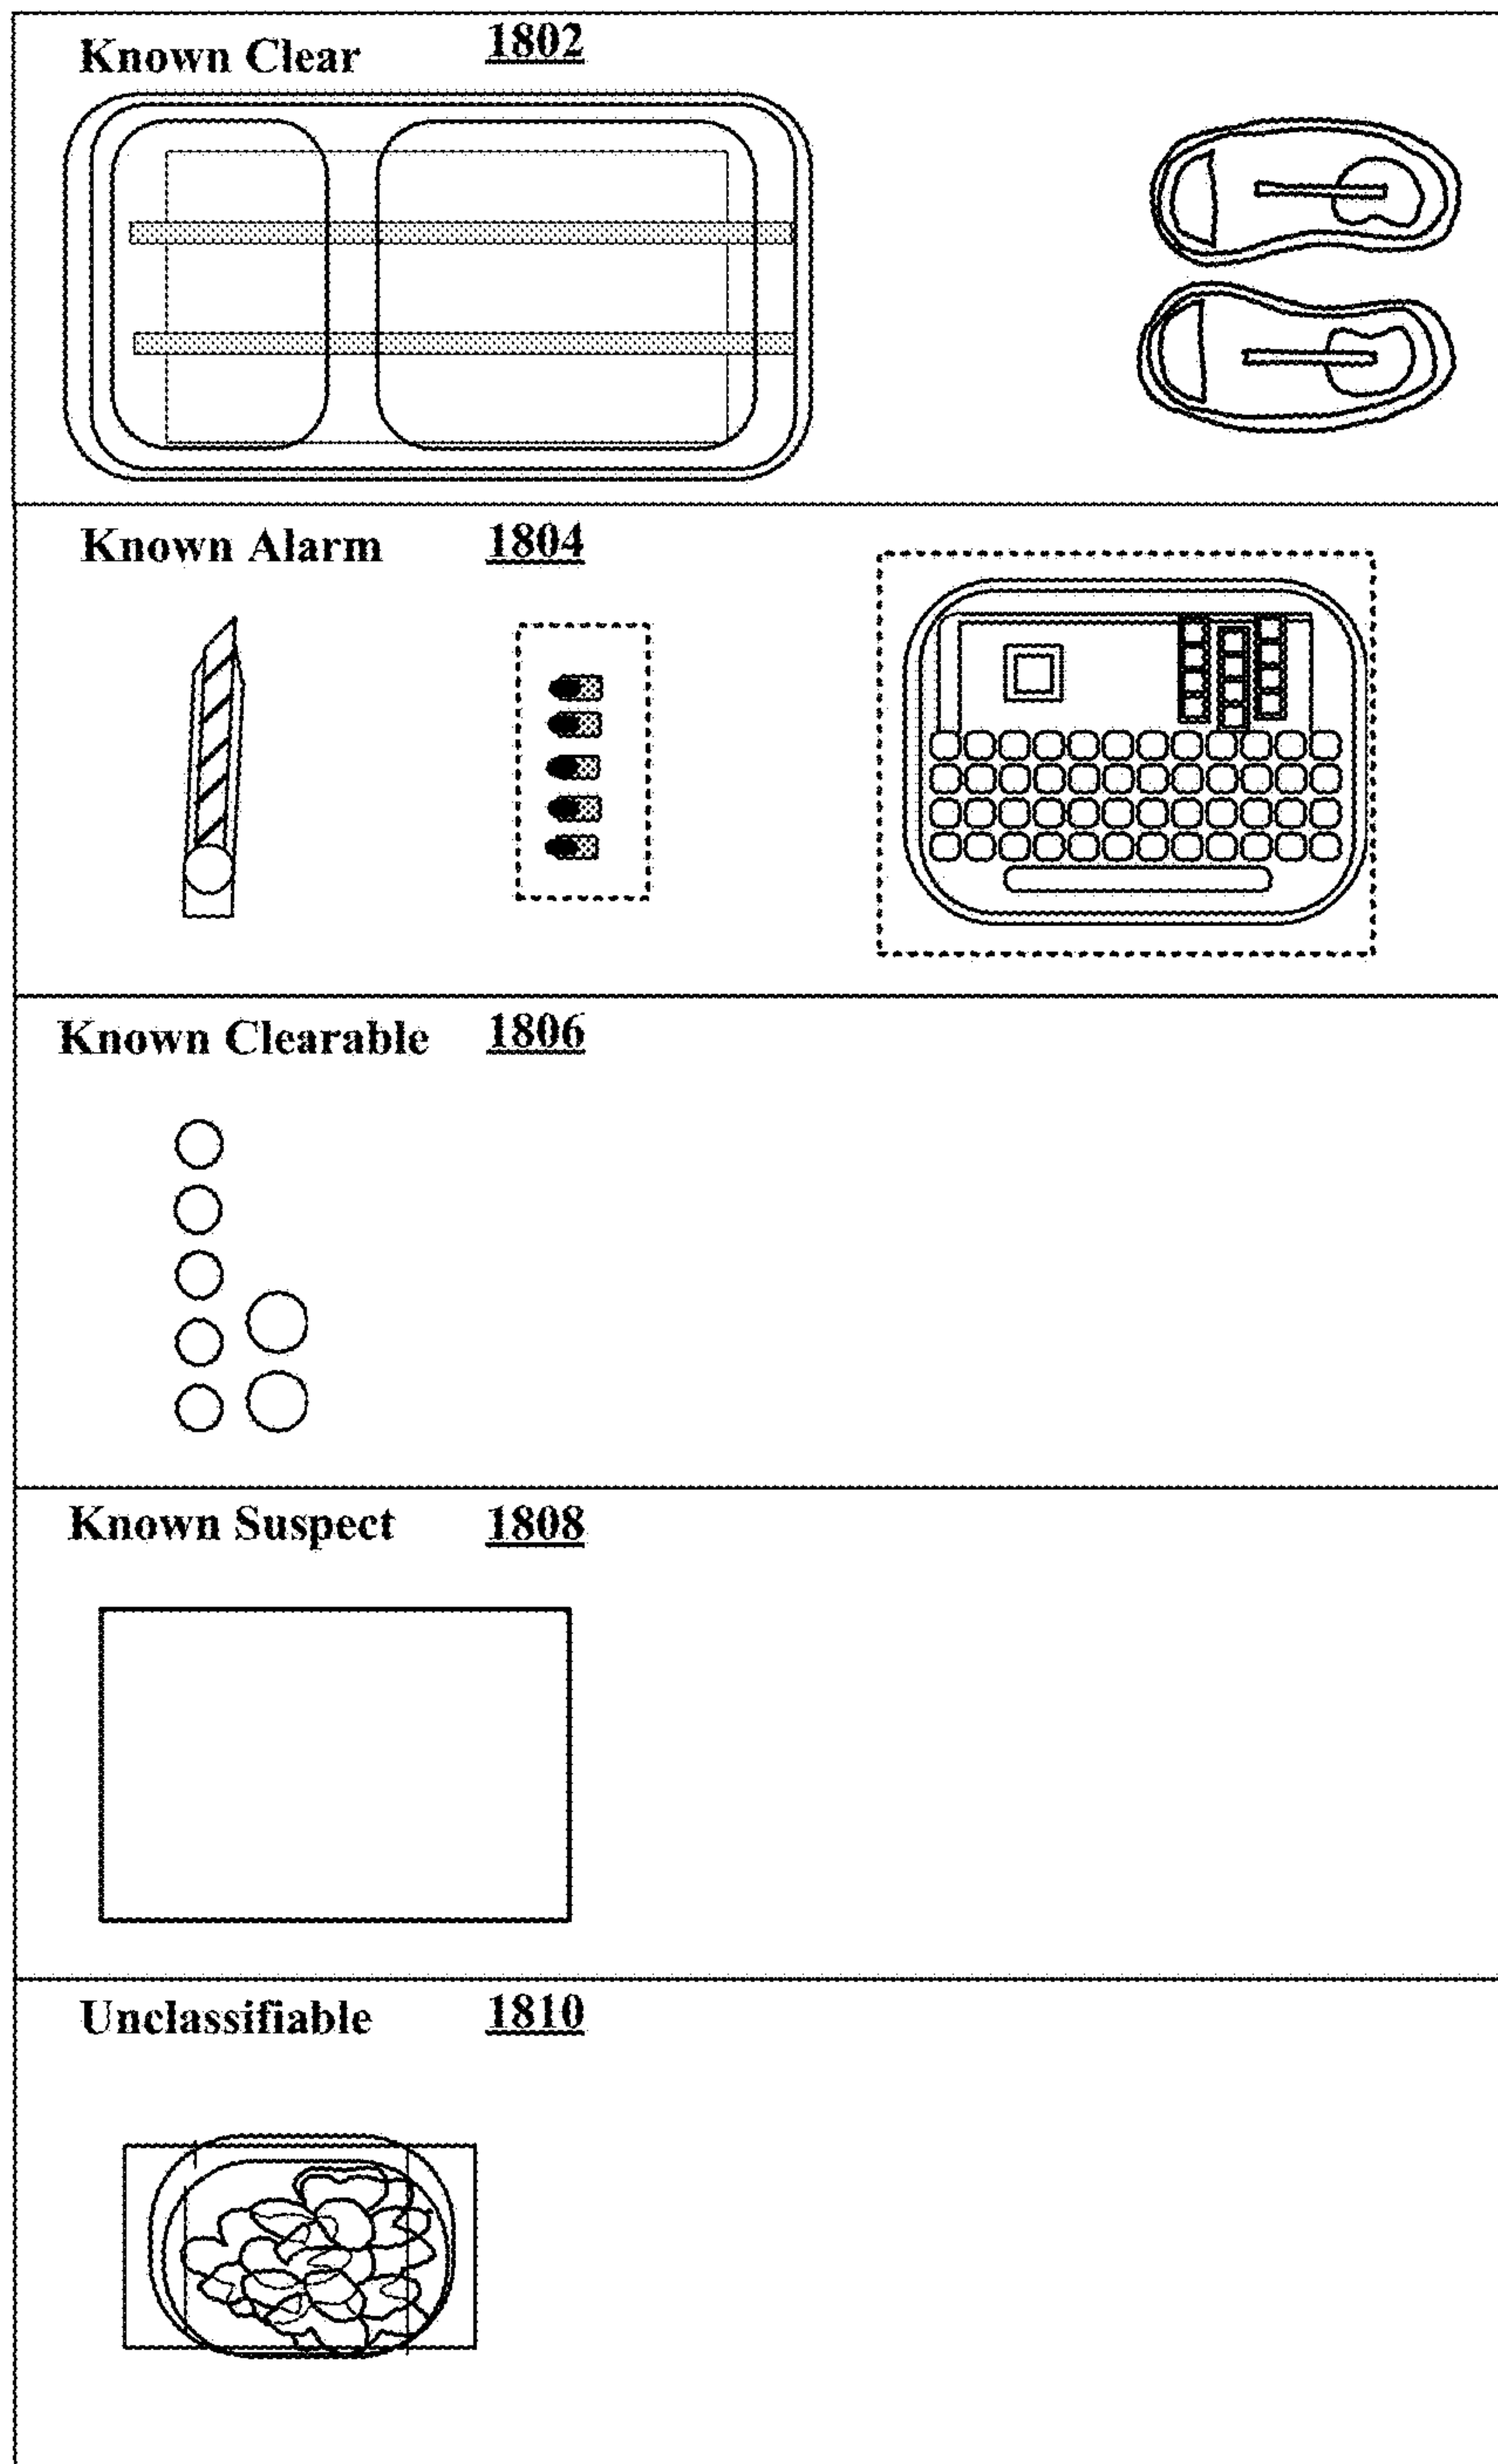 Known Clear 1802
Known Alarm 1804
Known Clearable 1806
Known Suspect 1808
Unclassifiable 1810